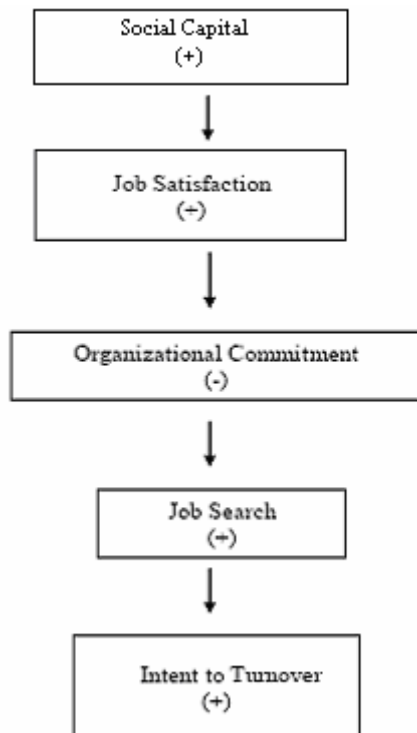 Social Capital
(+)
Job Satisfaction
(+)
Organizational Commitment
(-)
Job Search
(+)
Intent to Turnover
(+)